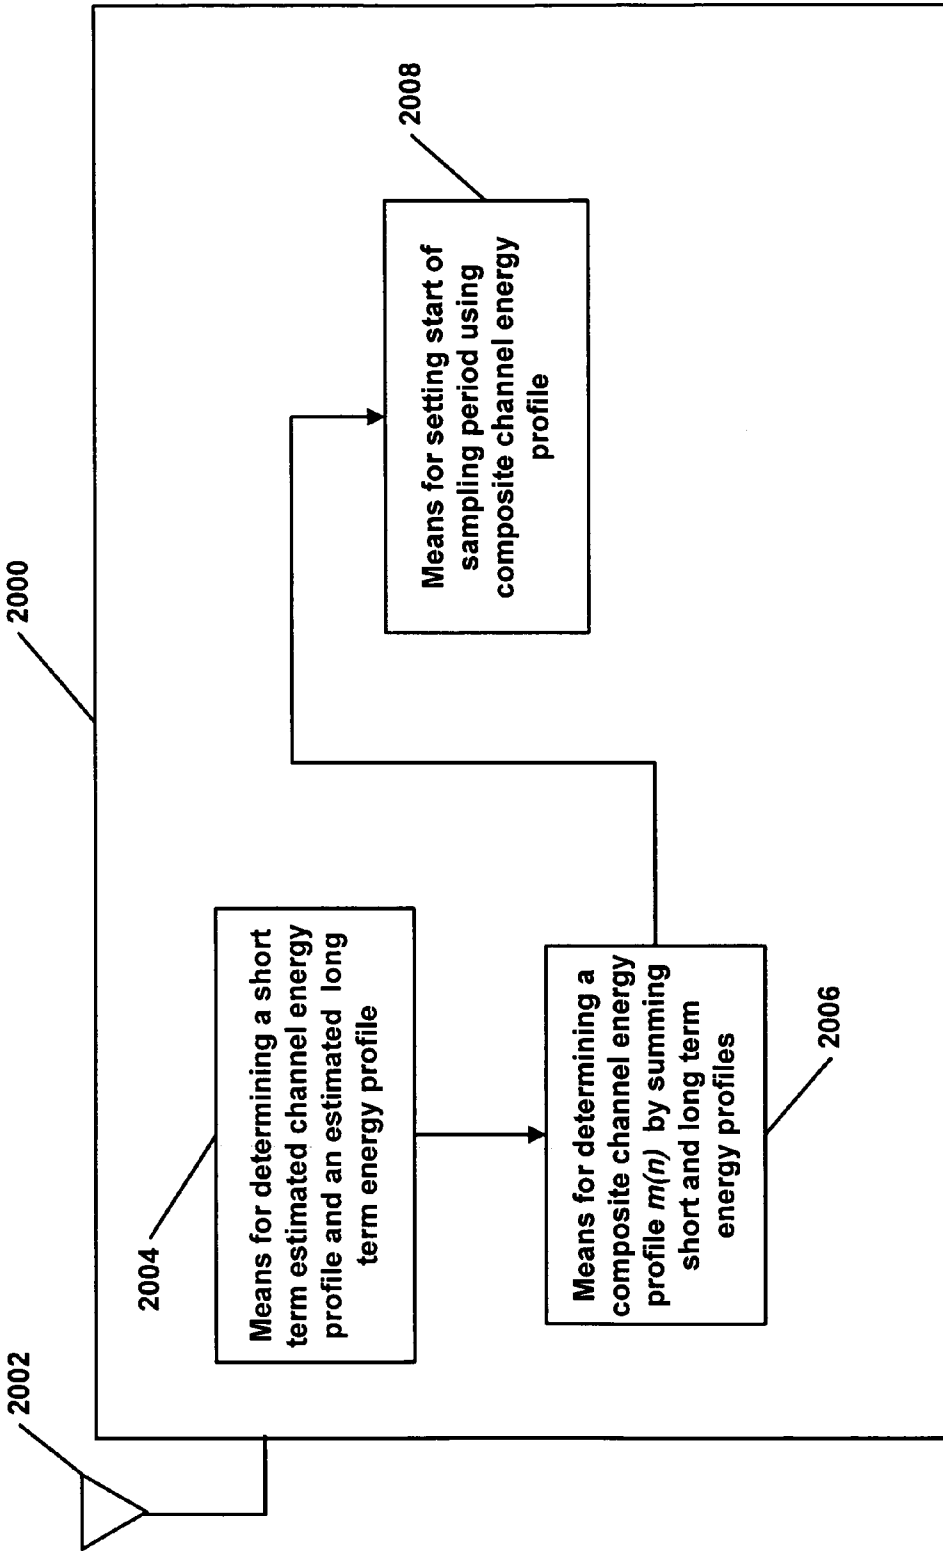 2002
2000
2004
Means for determining a short
term estimated channel energy
profile and an estimated long
term energy profile
Means for determining a
composite channel energy
profile m(n) by summing
short and long term
energy profiles
2006
Means for setting start of
sampling period using
composite channel energy
profile
2008